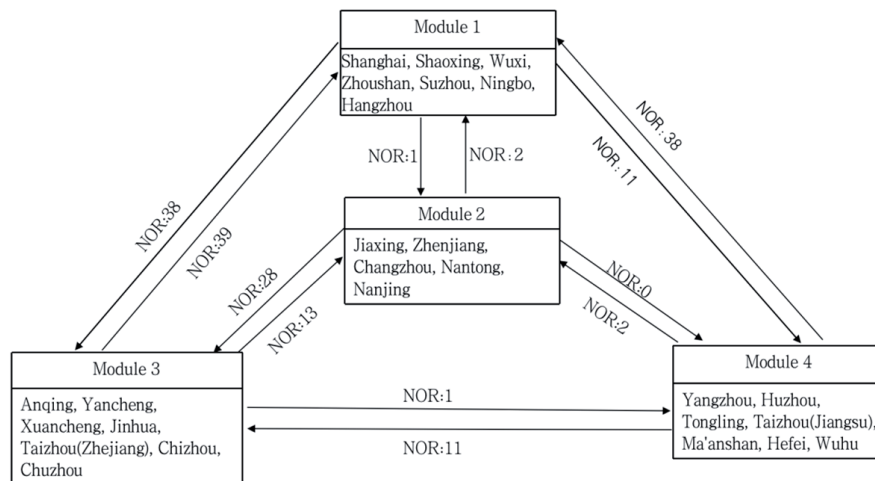 Module 1
Shanghai, Shaoxing, Wuxi,
Zhoushan, Suzhou, Ningbo,
Hangzhou
NOR:38
NOR:39
NOR:1
NOR:2
NOR:38
NOR:11
Module 2
Jiaxing, Zhenjiang,
Changzhou, Nantong,
Nanjing
NOR:28
NOR:13
NOR:0
NOR:2
Module 3
Anqing, Yancheng,
Xuancheng, Jinhua,
Taizhou(Zhejiang), Chizhou,
Chuzhou
NOR:1
NOR:11
Module 4
Yangzhou, Huzhou,
Tongling, Taizhou(Jiangsu),
Ma'anshan, Hefei, Wuhu